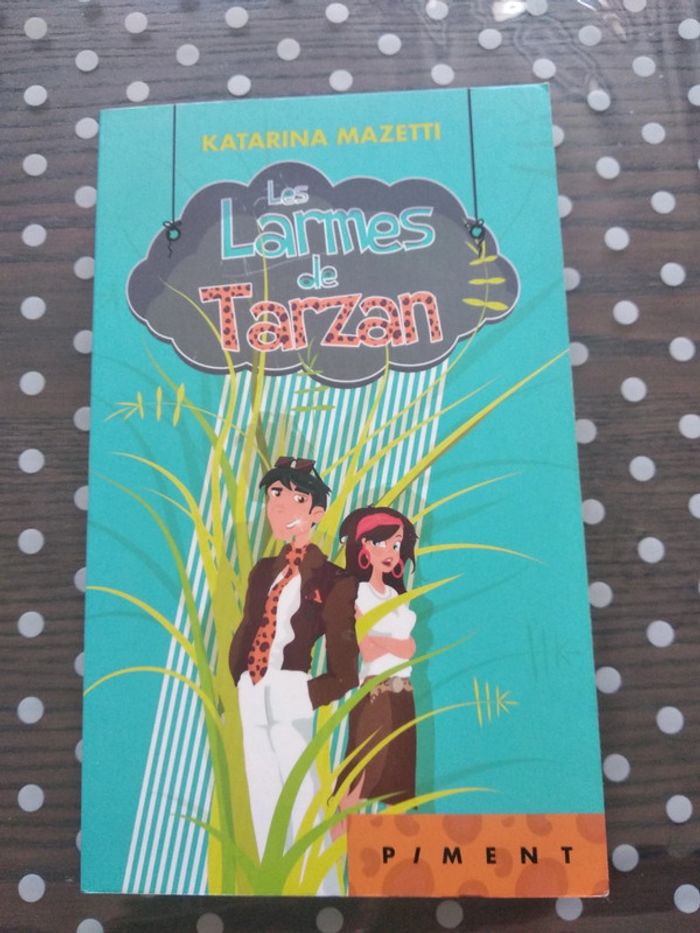 KATARINA MAZETTI
Les
Larmes
de
Tarzan
PIMENT